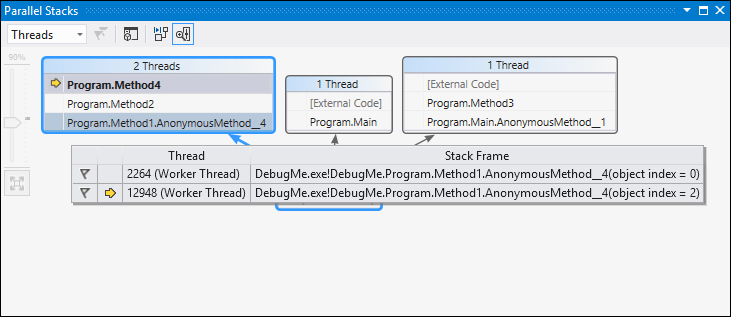 Parallel Stacks
Threads
90%
2 Threads
Program.Method4
Program.Method2
Program.Method1.AnonymousMethod__4
1 Thread
[External Code]
Program.Main
1 Thread
[External Code]
Program.Method3
Program.Main.AnonymousMethod__1
Thread Stack Frame
2264 (Worker Thread) DebugMe.exe!DebugMe.Program.Method1.AnonymousMethod__4(object index = 0)
12948 (Worker Thread) DebugMe.exe!DebugMe.Program.Method1.AnonymousMethod__4(object index = 2)